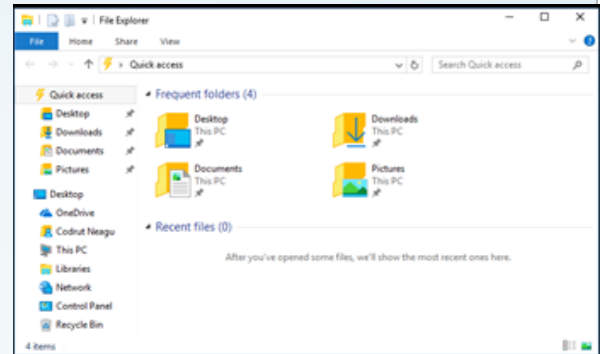 File Explorer
File Home Share View
Quick access
Search Quick access
Quick access
Desktop
Downloads
Documents
Pictures
Desktop
OneDrive
Codrut Neagu
This PC
Libraries
Network
Control Panel
Recycle Bin
Frequent folders (4)
Desktop
This PC
Downloads
This PC
Documents
This PC
Pictures
This PC
Recent files (0)
After you've opened some files, we'll show the most recent ones here.
4 items